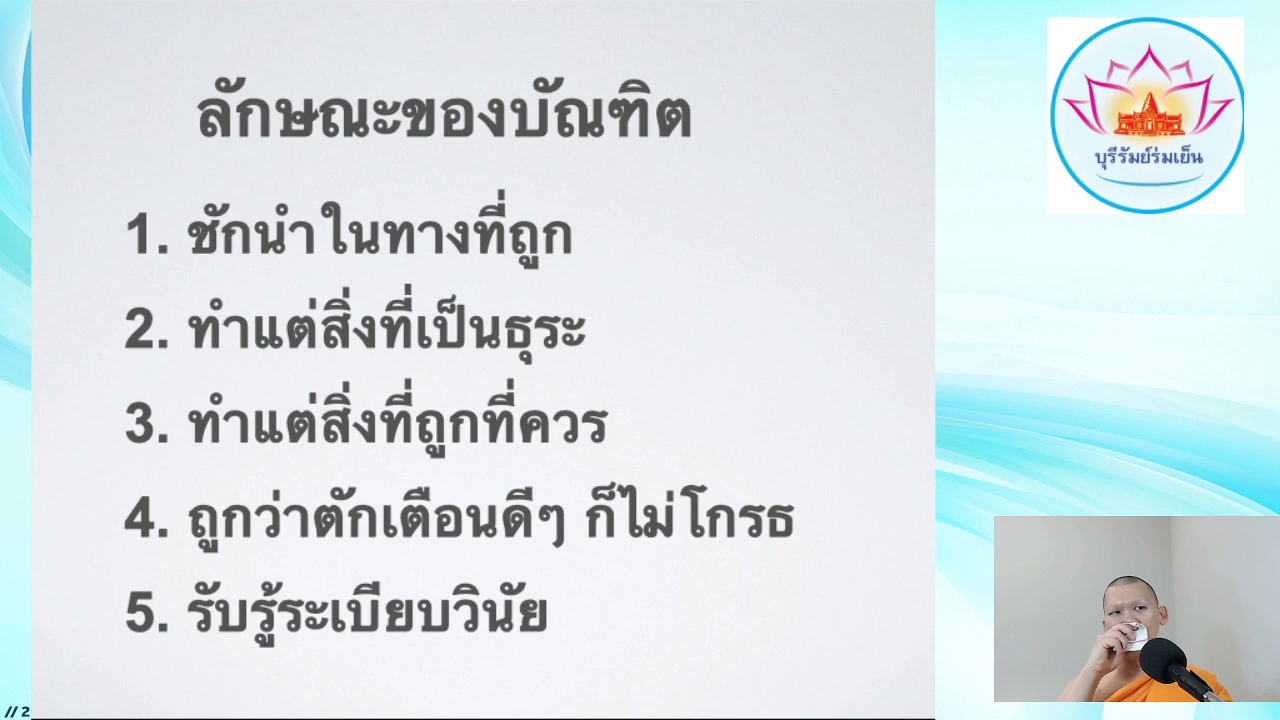 ลักษณะของบัณฑิต
บุรีรัมย์ร่มเย็น
1. ชักนำในทางที่ถูก
2. ทำแต่สิ่งที่เป็นธุระ
3. ทำแต่สิ่งที่ถูกที่ควร
4. ถูกว่าตักเตือนดีๆ ก็ไม่โกรธ
5. รับรู้ระเบียบวินัย
// 2